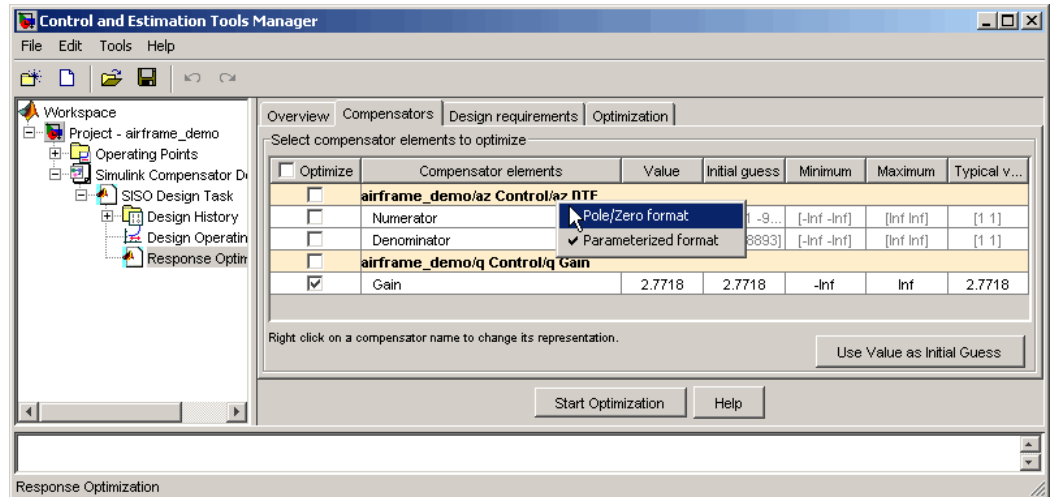 Control and Estimation Tools Manager
File Edit Tools Help
Workspace
Project - airframe_demo
Operating Points
Simulink Compensator D
SISO Design Task
Design History
Design Operatin
Response Optim
Overview Compensators Design requirements Optimization
Select compensator elements to optimize
Optimize Compensator elements Value Initial guess Minimum Maximum Typical v...
airframe_demo/az Control/az DTF
Numerator 1 -9... [-Inf -Inf] [Inf Inf] [1 1]
Pole/Zero format
Denominator 8893] [-Inf -Inf] [Inf Inf] [1 1]
Parameterized format
airframe_demo/q Control/q Gain
Gain 2.7718 2.7718 -Inf Inf 2.7718
Right click on a compensator name to change its representation.
Use Value as Initial Guess
Start Optimization Help
Response Optimization